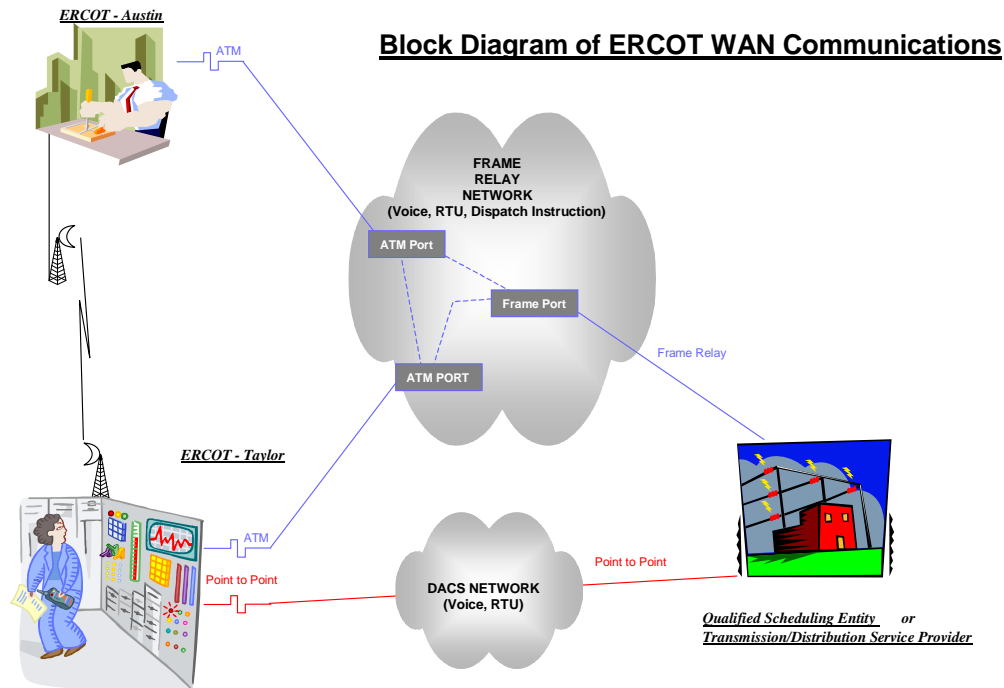 ERCOT - Austin
Block Diagram of ERCOT WAN Communications
ATM
FRAME
RELAY
NETWORK
(Voice, RTU, Dispatch Instruction)
ATM Port
Frame Port
Frame Relay
ATM PORT
ERCOT - Taylor
ATM
Point to Point
DACS NETWORK
(Voice, RTU)
Point to Point
Qualified Scheduling Entity or
Transmission/Distribution Service Provider